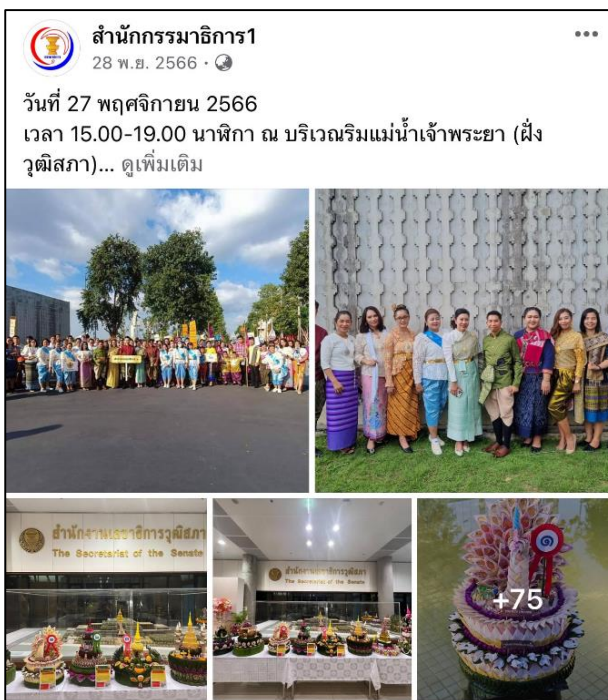 สำนักกรรมาธิการ1
28 พ.ย. 2566
วันที่ 27 พฤศจิกายน 2566
เวลา 15.00-19.00 นาฬิกา ณ บริเวณริมแม่น้ำเจ้าพระยา (ฝั่ง
วุฒิสภา)... ดูเพิ่มเติม
สำนักงานเลขาธิการวุฒิสภา
The Secretariat of the Senate
สำนักงานเลขาธิการวุฒิสภา
The Secretariat of the Senate
+75